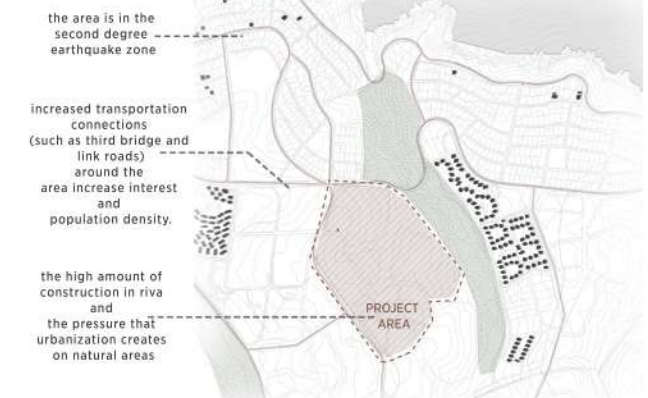 the area is in the
second degree
earthquake zone
increased transportation
connections
(such as third bridge and
link roads)
around the
area increase interest
and
population density.
the high amount of
construction in riva
and
the pressure that
urbanization creates
on natural areas
PROJECT
AREA